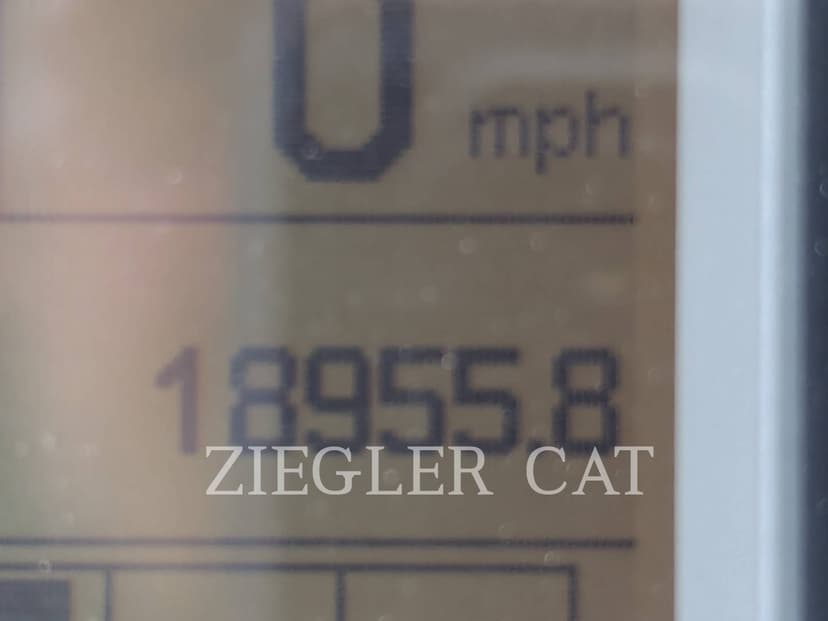 0 mph
18955.8
ZIEGLER CAT